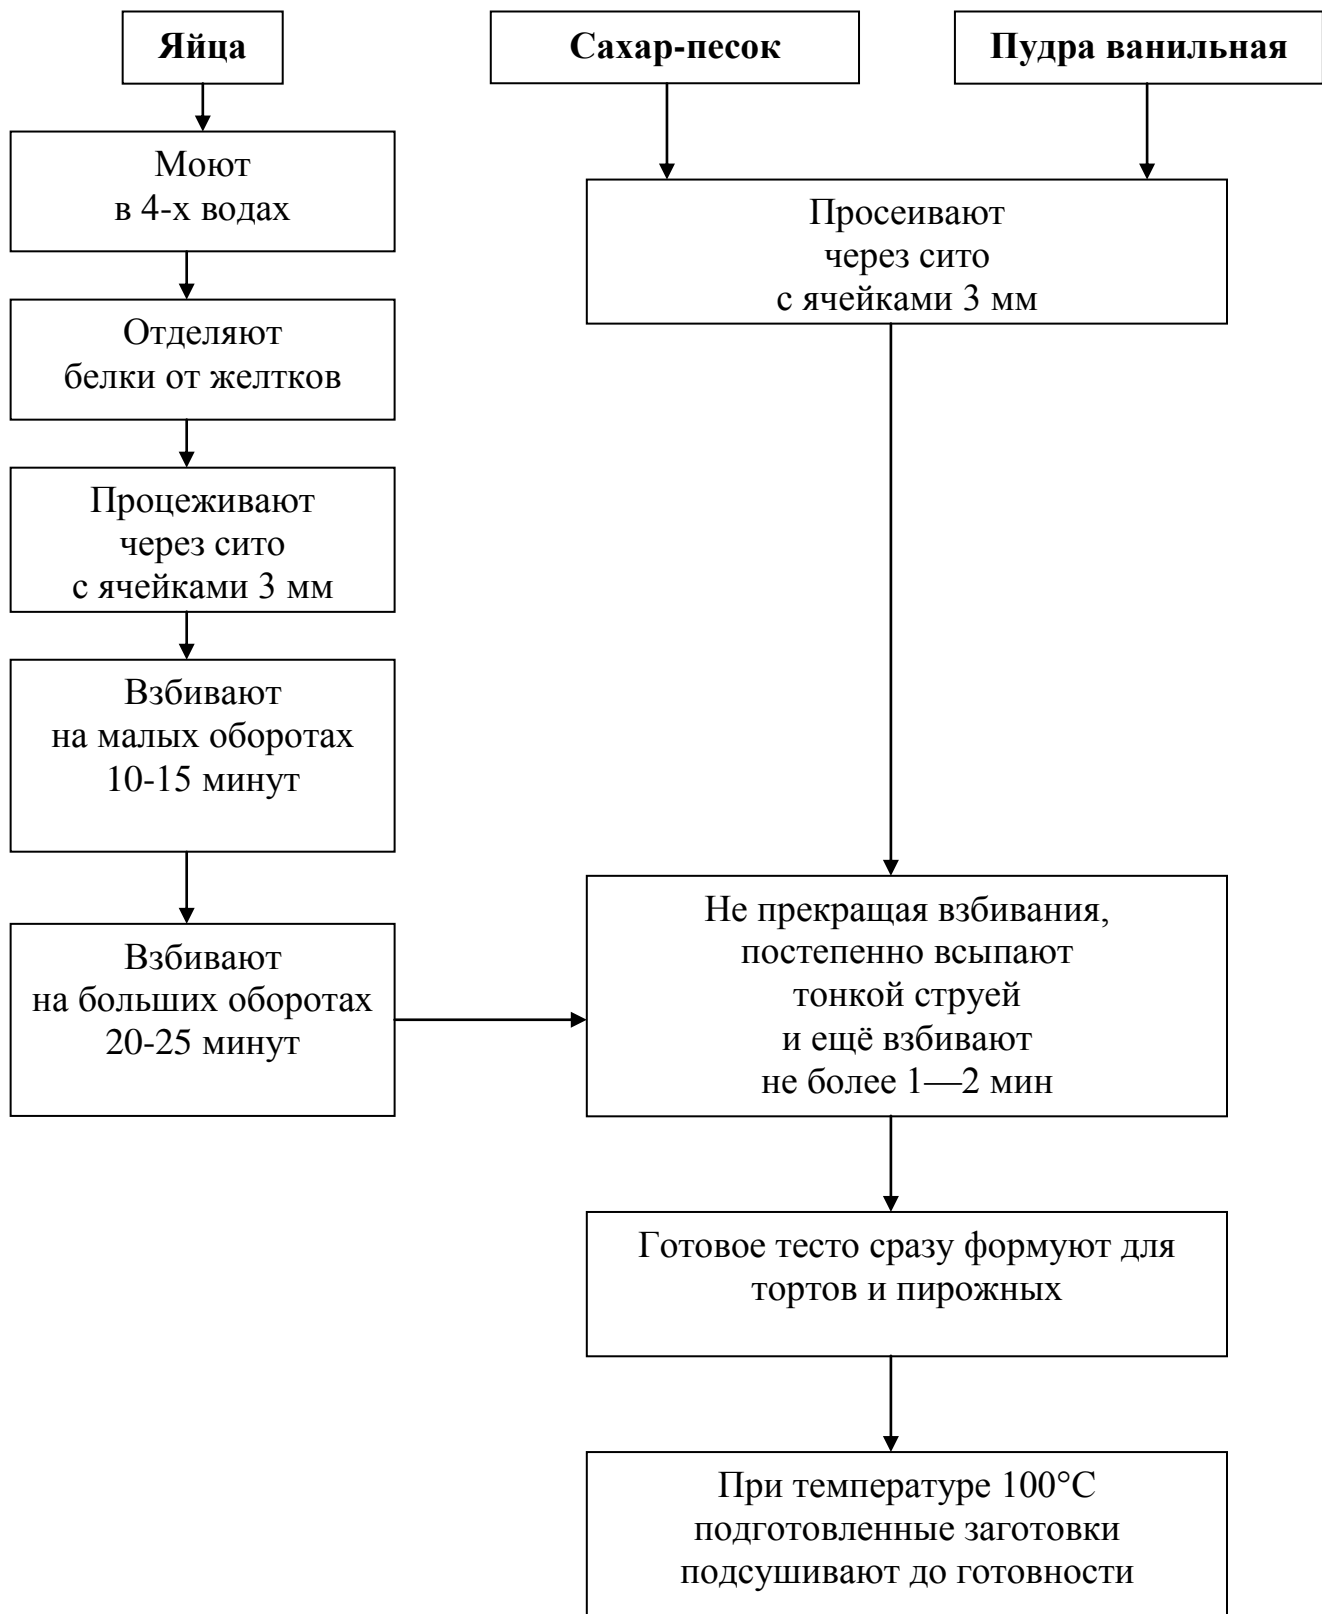 Яйца
Сахар-песок
Пудра ванильная
Моют
в 4-х водах
Просеивают
через сито
с ячейками 3 мм
Отделяют
белки от желтков
Процеживают
через сито
с ячейками 3 мм
Взбивают
на малых оборотах
10-15 минут
Взбивают
на больших оборотах
20-25 минут
Не прекращая взбивания,
постепенно всыпают
тонкой струей
и ещё взбивают
не более 1—2 мин
Готовое тесто сразу формуют для
тортов и пирожных
При температуре 100°С
подготовленные заготовки
подсушивают до готовности